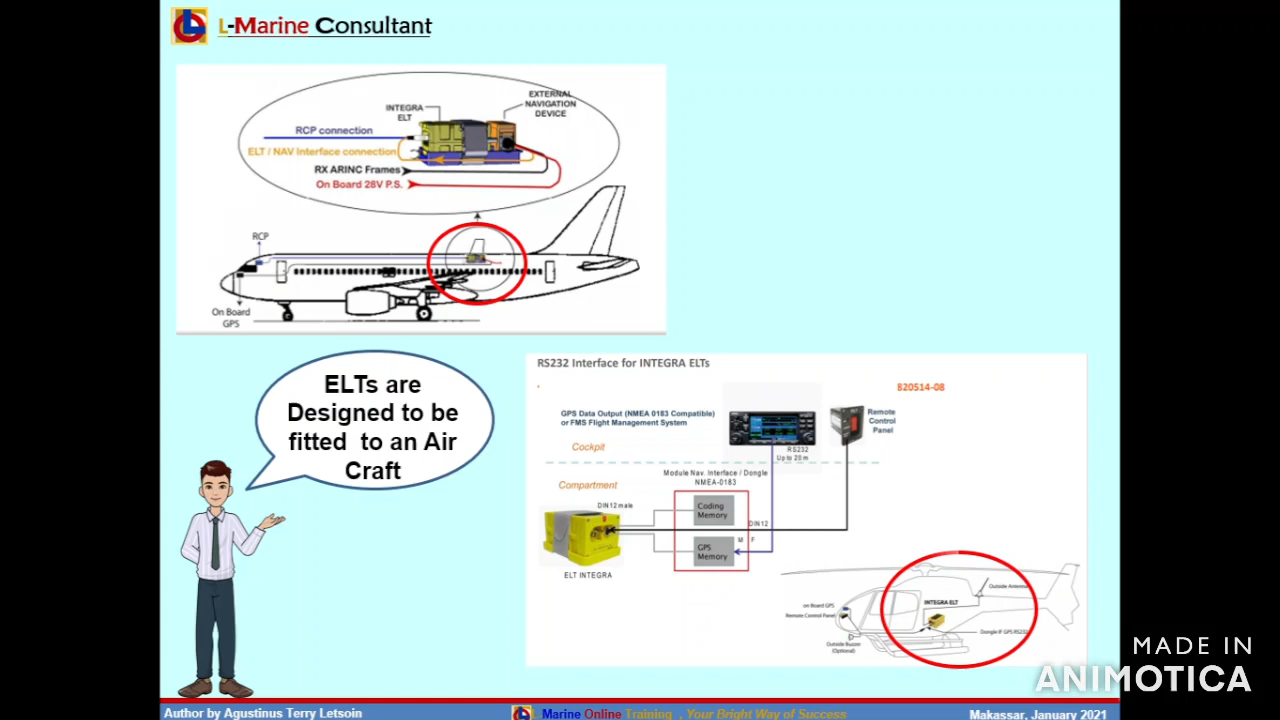 L-Marine Consultant
INTEGRA
ELT
EXTERNAL
NAVIGATION
DEVICE
RCP connection
ELT / NAV Interface connection
RX ARINC Frames
On Board 28V P.S.
RCP
On Board
GPS
ELTs are
Designed to be
fitted to an Air
Craft
RS232 Interface for INTEGRA ELTs
820514-08
GPS Data Output (NMEA 0183 Compatible)
or FMS Flight Management System
Remote
Control
Panel
Cockpit
RS232
Up to 20 m
Module Nav. Interface / Dongle
NMEA-0183
Compartment
DIN12 male
Coding
Memory
DIN12
M F
GPS
Memory
ELT INTEGRA
Outside Antenna
on Board GPS
INTEGRA ELT
Remote Control Panel
Dongle IF GPS RS232
Outside Buzzer
(Optional)
MADE IN
ANIMOTICA
Author by Agustinus Terry Letsoin
Marine Online Training , Your Bright Way of Success
Makassar, January 2021